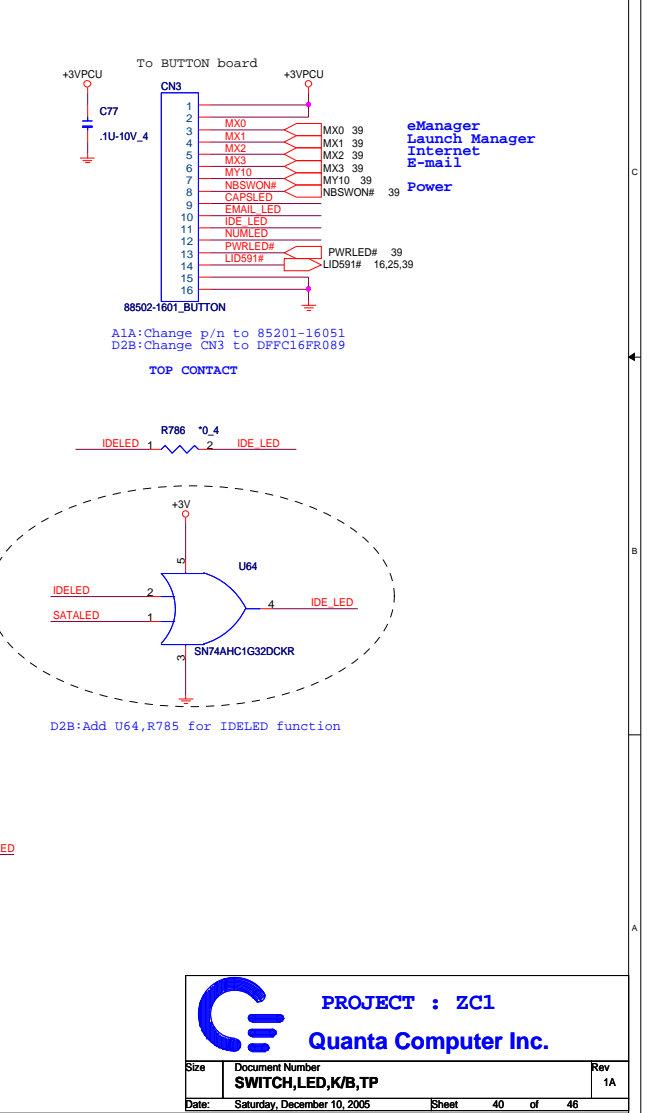 To BUTTON board
+3VPCU
+3VPCU
CN3
C77
.1U-10V_4
1
2
3 MX0 MX0 39
4 MX1 MX1 39
5 MX2 MX2 39
6 MX3 MX3 39
7 MY10 MY10 39
8 NBSWON# NBSWON# 39
9 CAPSLED
10 EMAIL_LED
11 IDE_LED
12 NUMLED
13 PWRLED# PWRLED# 39
14 LID591# LID591# 16,25,39
15
16
eManager
Launch Manager
Internet
E-mail
Power
88502-1601_BUTTON
A1A:Change p/n to 85201-16051
D2B:Change CN3 to DFFC16FR089
TOP CONTACT
R786 *0_4
IDELED 1 2 IDE_LED
+3V
5
U64
IDELED 2
4 IDE_LED
SATALED 1
3
SN74AHC1G32DCKR
D2B:Add U64,R785 for IDELED function
ED
C
B
A
PROJECT : ZC1
Quanta Computer Inc.
Size Document Number Rev
SWITCH,LED,K/B,TP 1A
Date: Saturday, December 10, 2005 Sheet 40 of 46